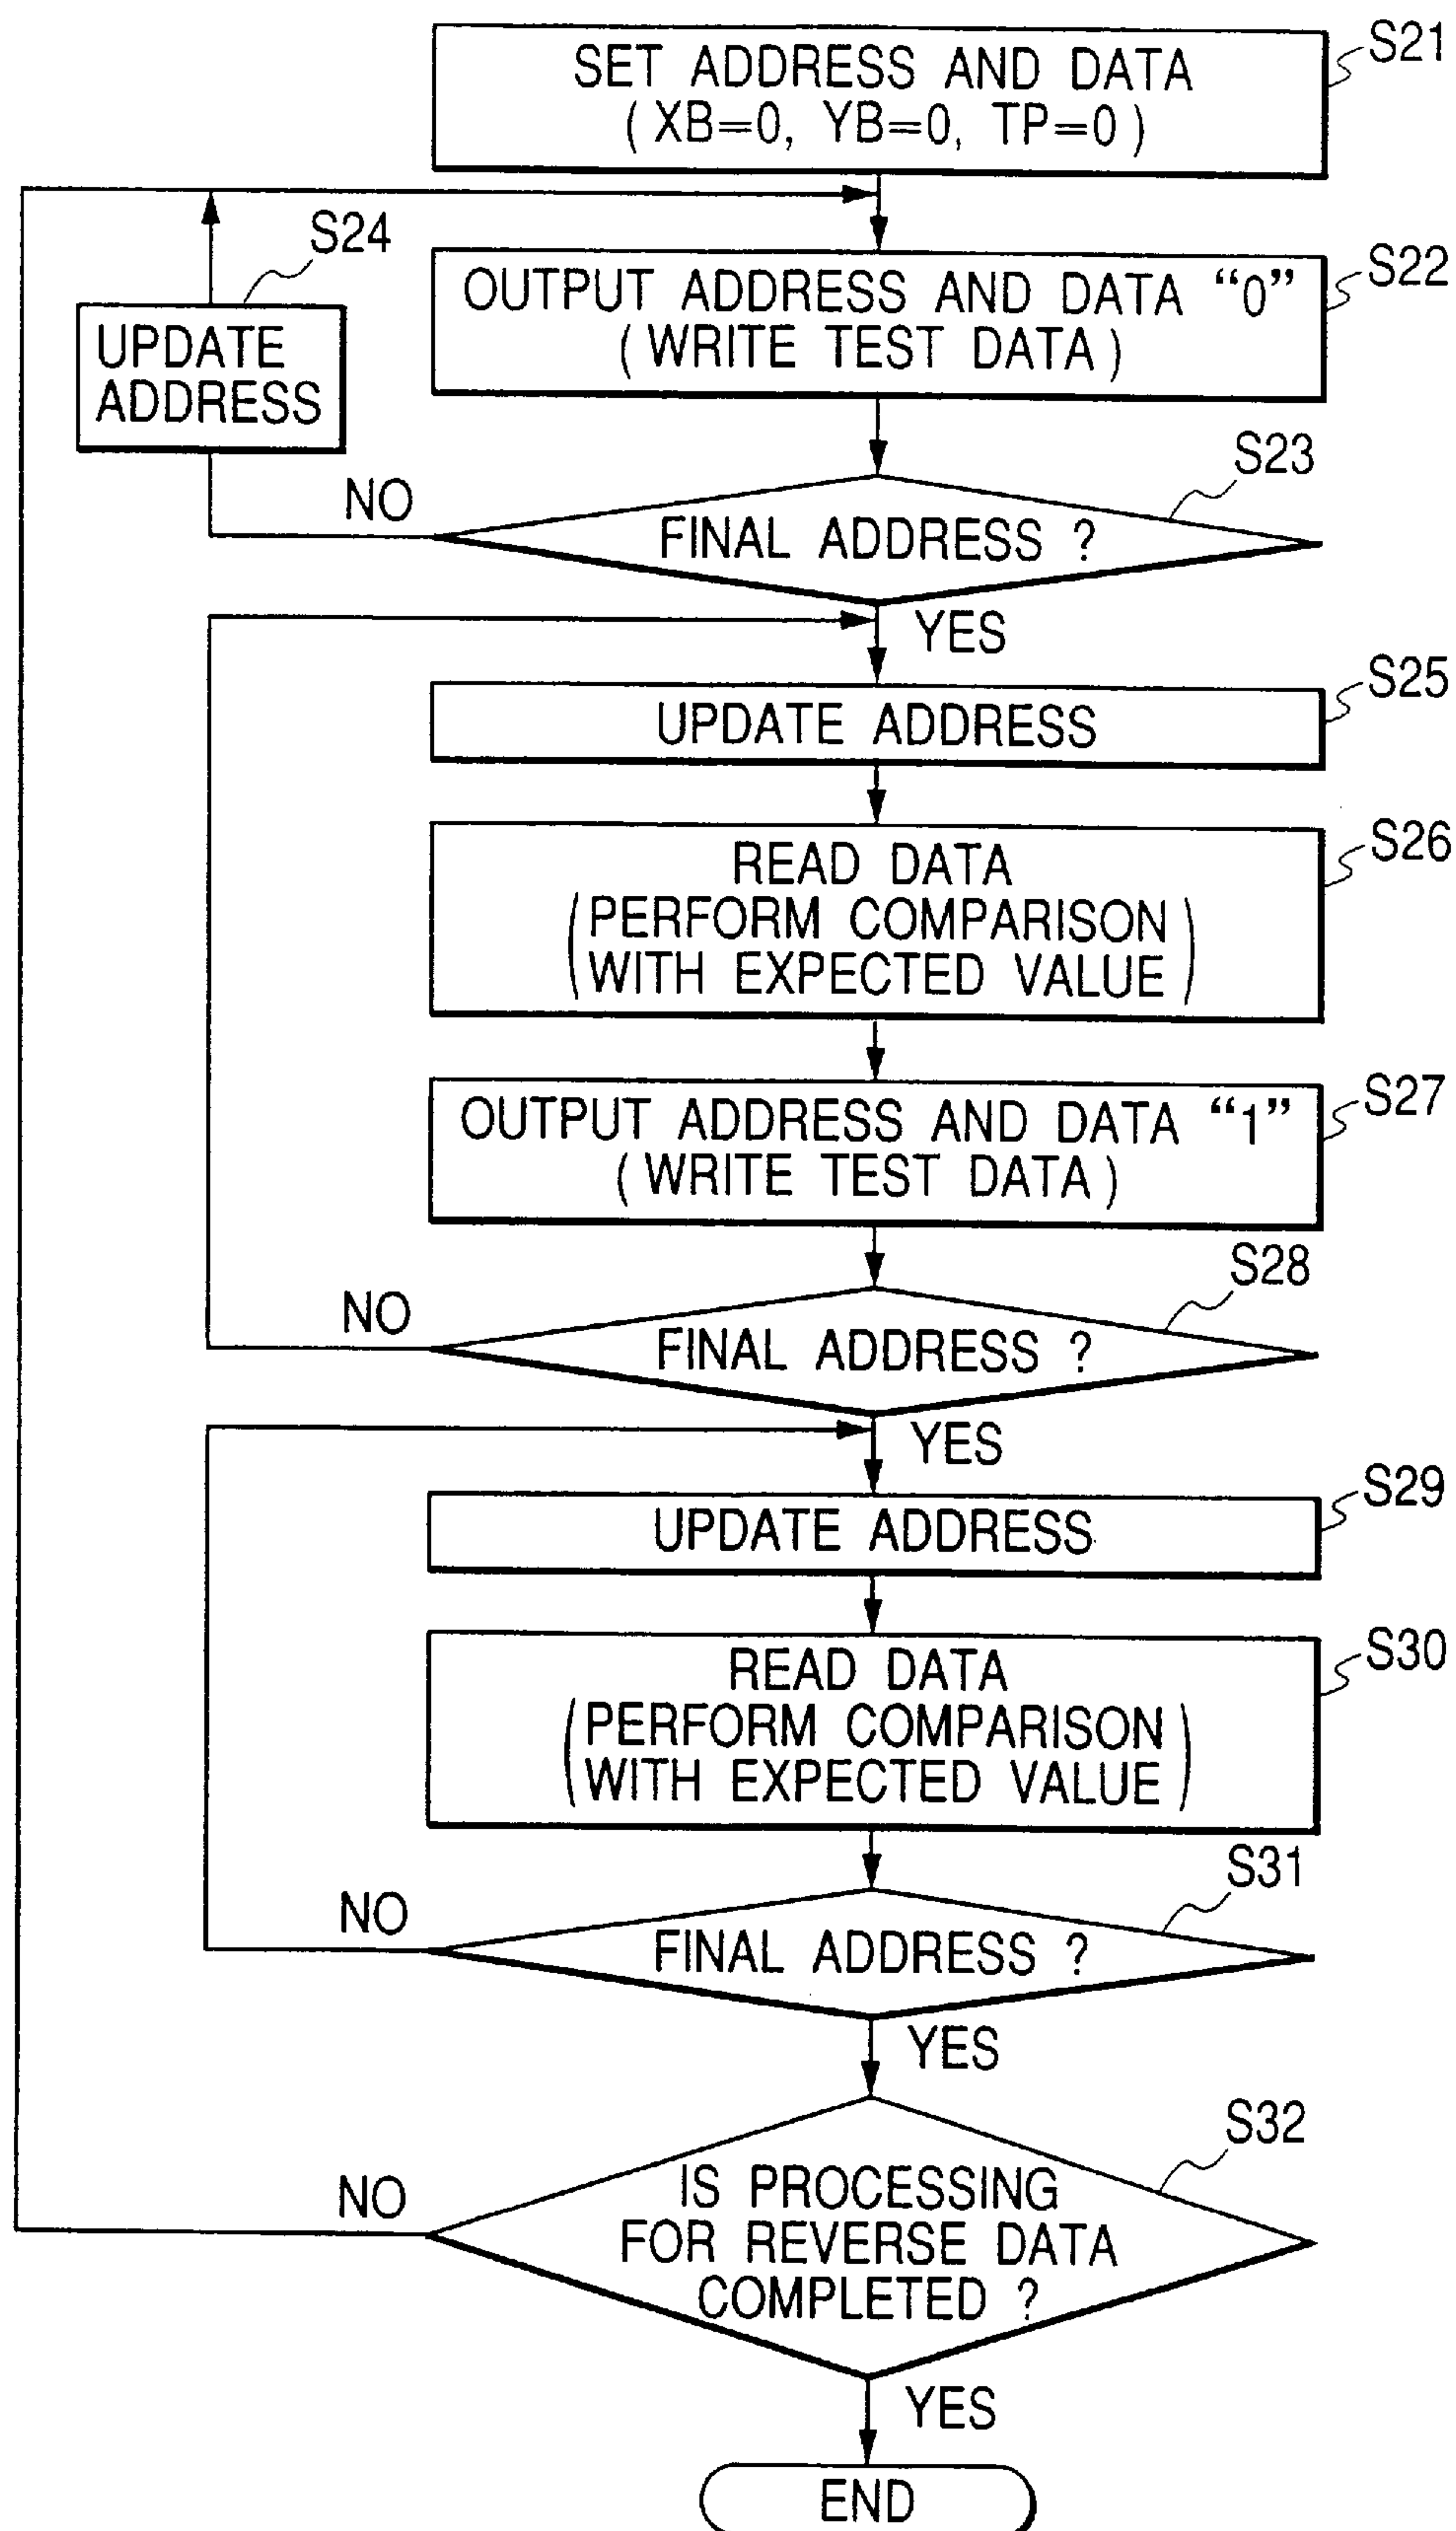 SET ADDRESS AND DATA
(XB=0, YB=0, TP=0)
S21
S24
UPDATE
ADDRESS
OUTPUT ADDRESS AND DATA “0”
(WRITE TEST DATA)
S22
S23
NO
FINAL ADDRESS ?
YES
S25
UPDATE ADDRESS
S26
READ DATA
(PERFORM COMPARISON
WITH EXPECTED VALUE)
S27
OUTPUT ADDRESS AND DATA “1”
(WRITE TEST DATA)
S28
NO
FINAL ADDRESS ?
YES
S29
UPDATE ADDRESS
S30
READ DATA
(PERFORM COMPARISON
WITH EXPECTED VALUE)
S31
NO
FINAL ADDRESS ?
YES
S32
NO
IS PROCESSING
FOR REVERSE DATA
COMPLETED ?
YES
END